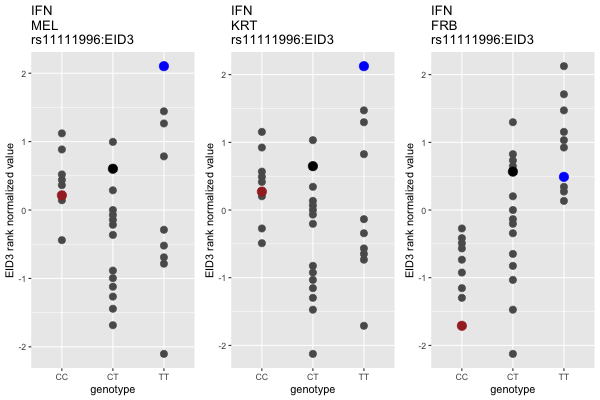 IFN
MEL
rs11111996:EID3
EID3 rank normalized value
2
1
0
-1
-2
CC
CT
TT
genotype
IFN
KRT
rs11111996:EID3
EID3 rank normalized value
2
1
0
-1
-2
CC
CT
TT
genotype
IFN
FRB
rs11111996:EID3
EID3 rank normalized value
2
1
0
-1
-2
CC
CT
TT
genotype